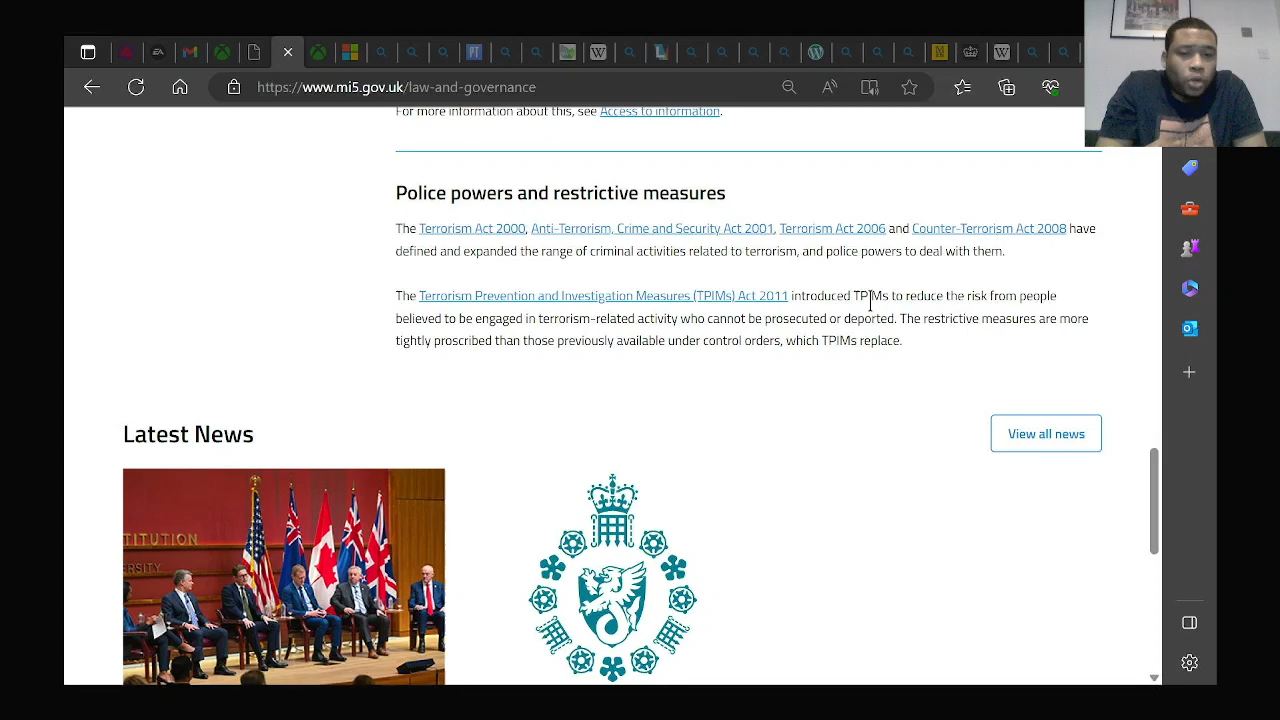 https://www.mi5.gov.uk/law-and-governance
For more information about this, see Access to information.
Police powers and restrictive measures
The Terrorism Act 2000, Anti-Terrorism, Crime and Security Act 2001, Terrorism Act 2006 and Counter-Terrorism Act 2008 have
defined and expanded the range of criminal activities related to terrorism, and police powers to deal with them.
The Terrorism Prevention and Investigation Measures (TPIMs) Act 2011 introduced TPIMs to reduce the risk from people
believed to be engaged in terrorism-related activity who cannot be prosecuted or deported. The restrictive measures are more
tightly proscribed than those previously available under control orders, which TPIMs replace.
Latest News
View all news